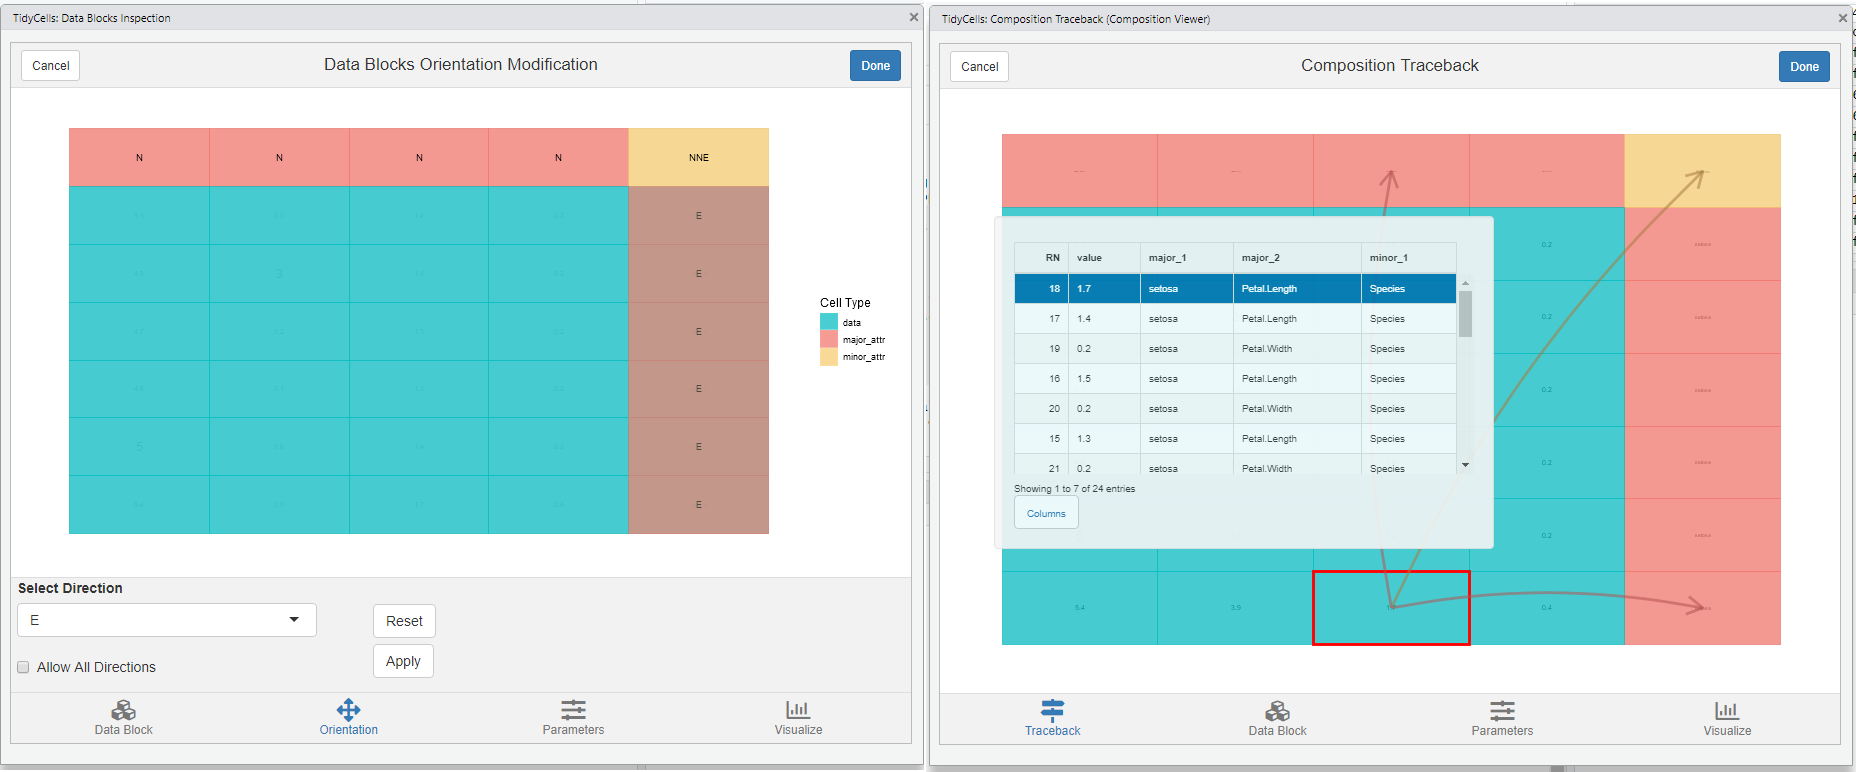 TidyCells: Data Blocks Inspection
Cancel
Data Blocks Orientation Modification
Done
N N N N NNE
E
E
3 E
E
E
5 E
E
Cell Type
data
major_attr
minor_attr
Select Direction
E
Reset
Allow All Directions
Apply
Data Block Orientation Parameters Visualize
TidyCells: Composition Traceback (Composition Viewer)
Cancel
Composition Traceback
Done
RN value major_1 major_2 minor_1
18 1.7 setosa Petal.Length Species
17 1.4 setosa Petal.Length Species
19 0.2 setosa Petal.Width Species
16 1.5 setosa Petal.Length Species
20 0.2 setosa Petal.Width Species
15 1.3 setosa Petal.Length Species
21 0.2 setosa Petal.Width Species
Showing 1 to 7 of 24 entries
Columns
0.2
0.2
0.2
0.2
0.2
5.4 3.9 0.4
Traceback Data Block Parameters Visualize